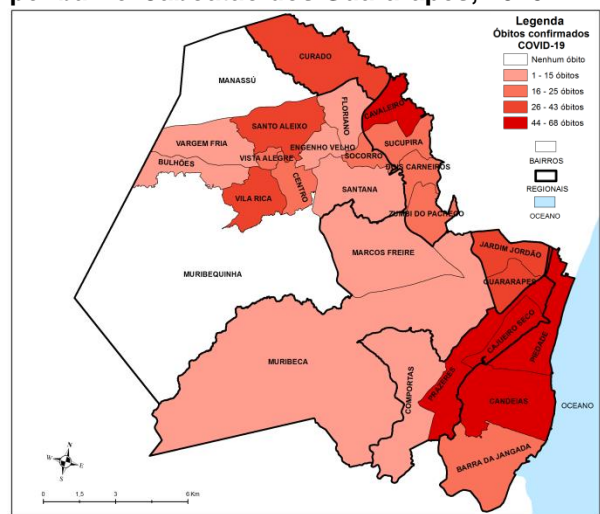 Legenda
Óbitos confirmados
COVID-19
Nenhum óbito
1 - 15 óbitos
16 - 25 óbitos
26 - 43 óbitos
44 - 68 óbitos
BAIRROS
REGIONAIS
OCEANO
CURADO
MANASSÚ
FLORIANO
CAVALEIRO
SANTO ALEIXO
VARGEM FRIA
ENGENHO VELHO
SUCUPIRA
BULHÕES
VISTA ALEGRE
SOCORRO
DOIS CARNEIROS
CENTRO
SANTANA
VILA RICA
ZUMBI DO PACHECO
MARCOS FREIRE
JARDIM JORDÃO
MURIBEQUINHA
GUARARAPES
CAJUEIRO SECO
PIEDADE
MURIBECA
COMPORTAS
PRAZERES
CANDEIAS
OCEANO
BARRA DA JANGADA
N
W
E
S
0 1,5 3 6 Km